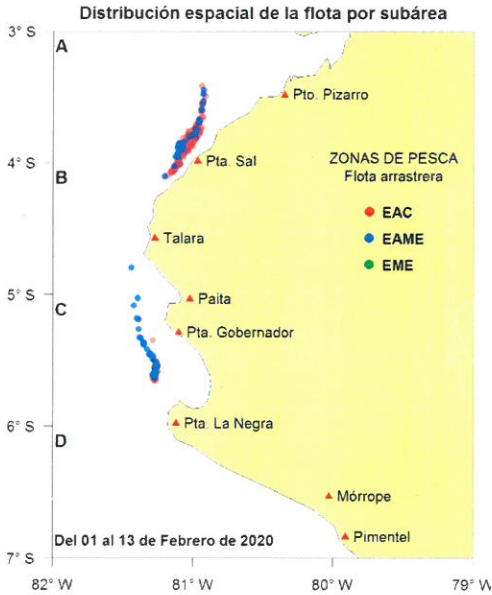 Distribución espacial de la flota por subárea
3° S
A
Pto. Pizarro
4° S
Pta. Sal
ZONAS DE PESCA
Flota arrastrera
B
EAC
EAME
EME
Talara
5° S
Paita
C
Pta. Gobernador
6° S
Pta. La Negra
D
Mórrope
Pimentel
Del 01 al 13 de Febrero de 2020
7° S
82° W
81° W
80° W
79° W